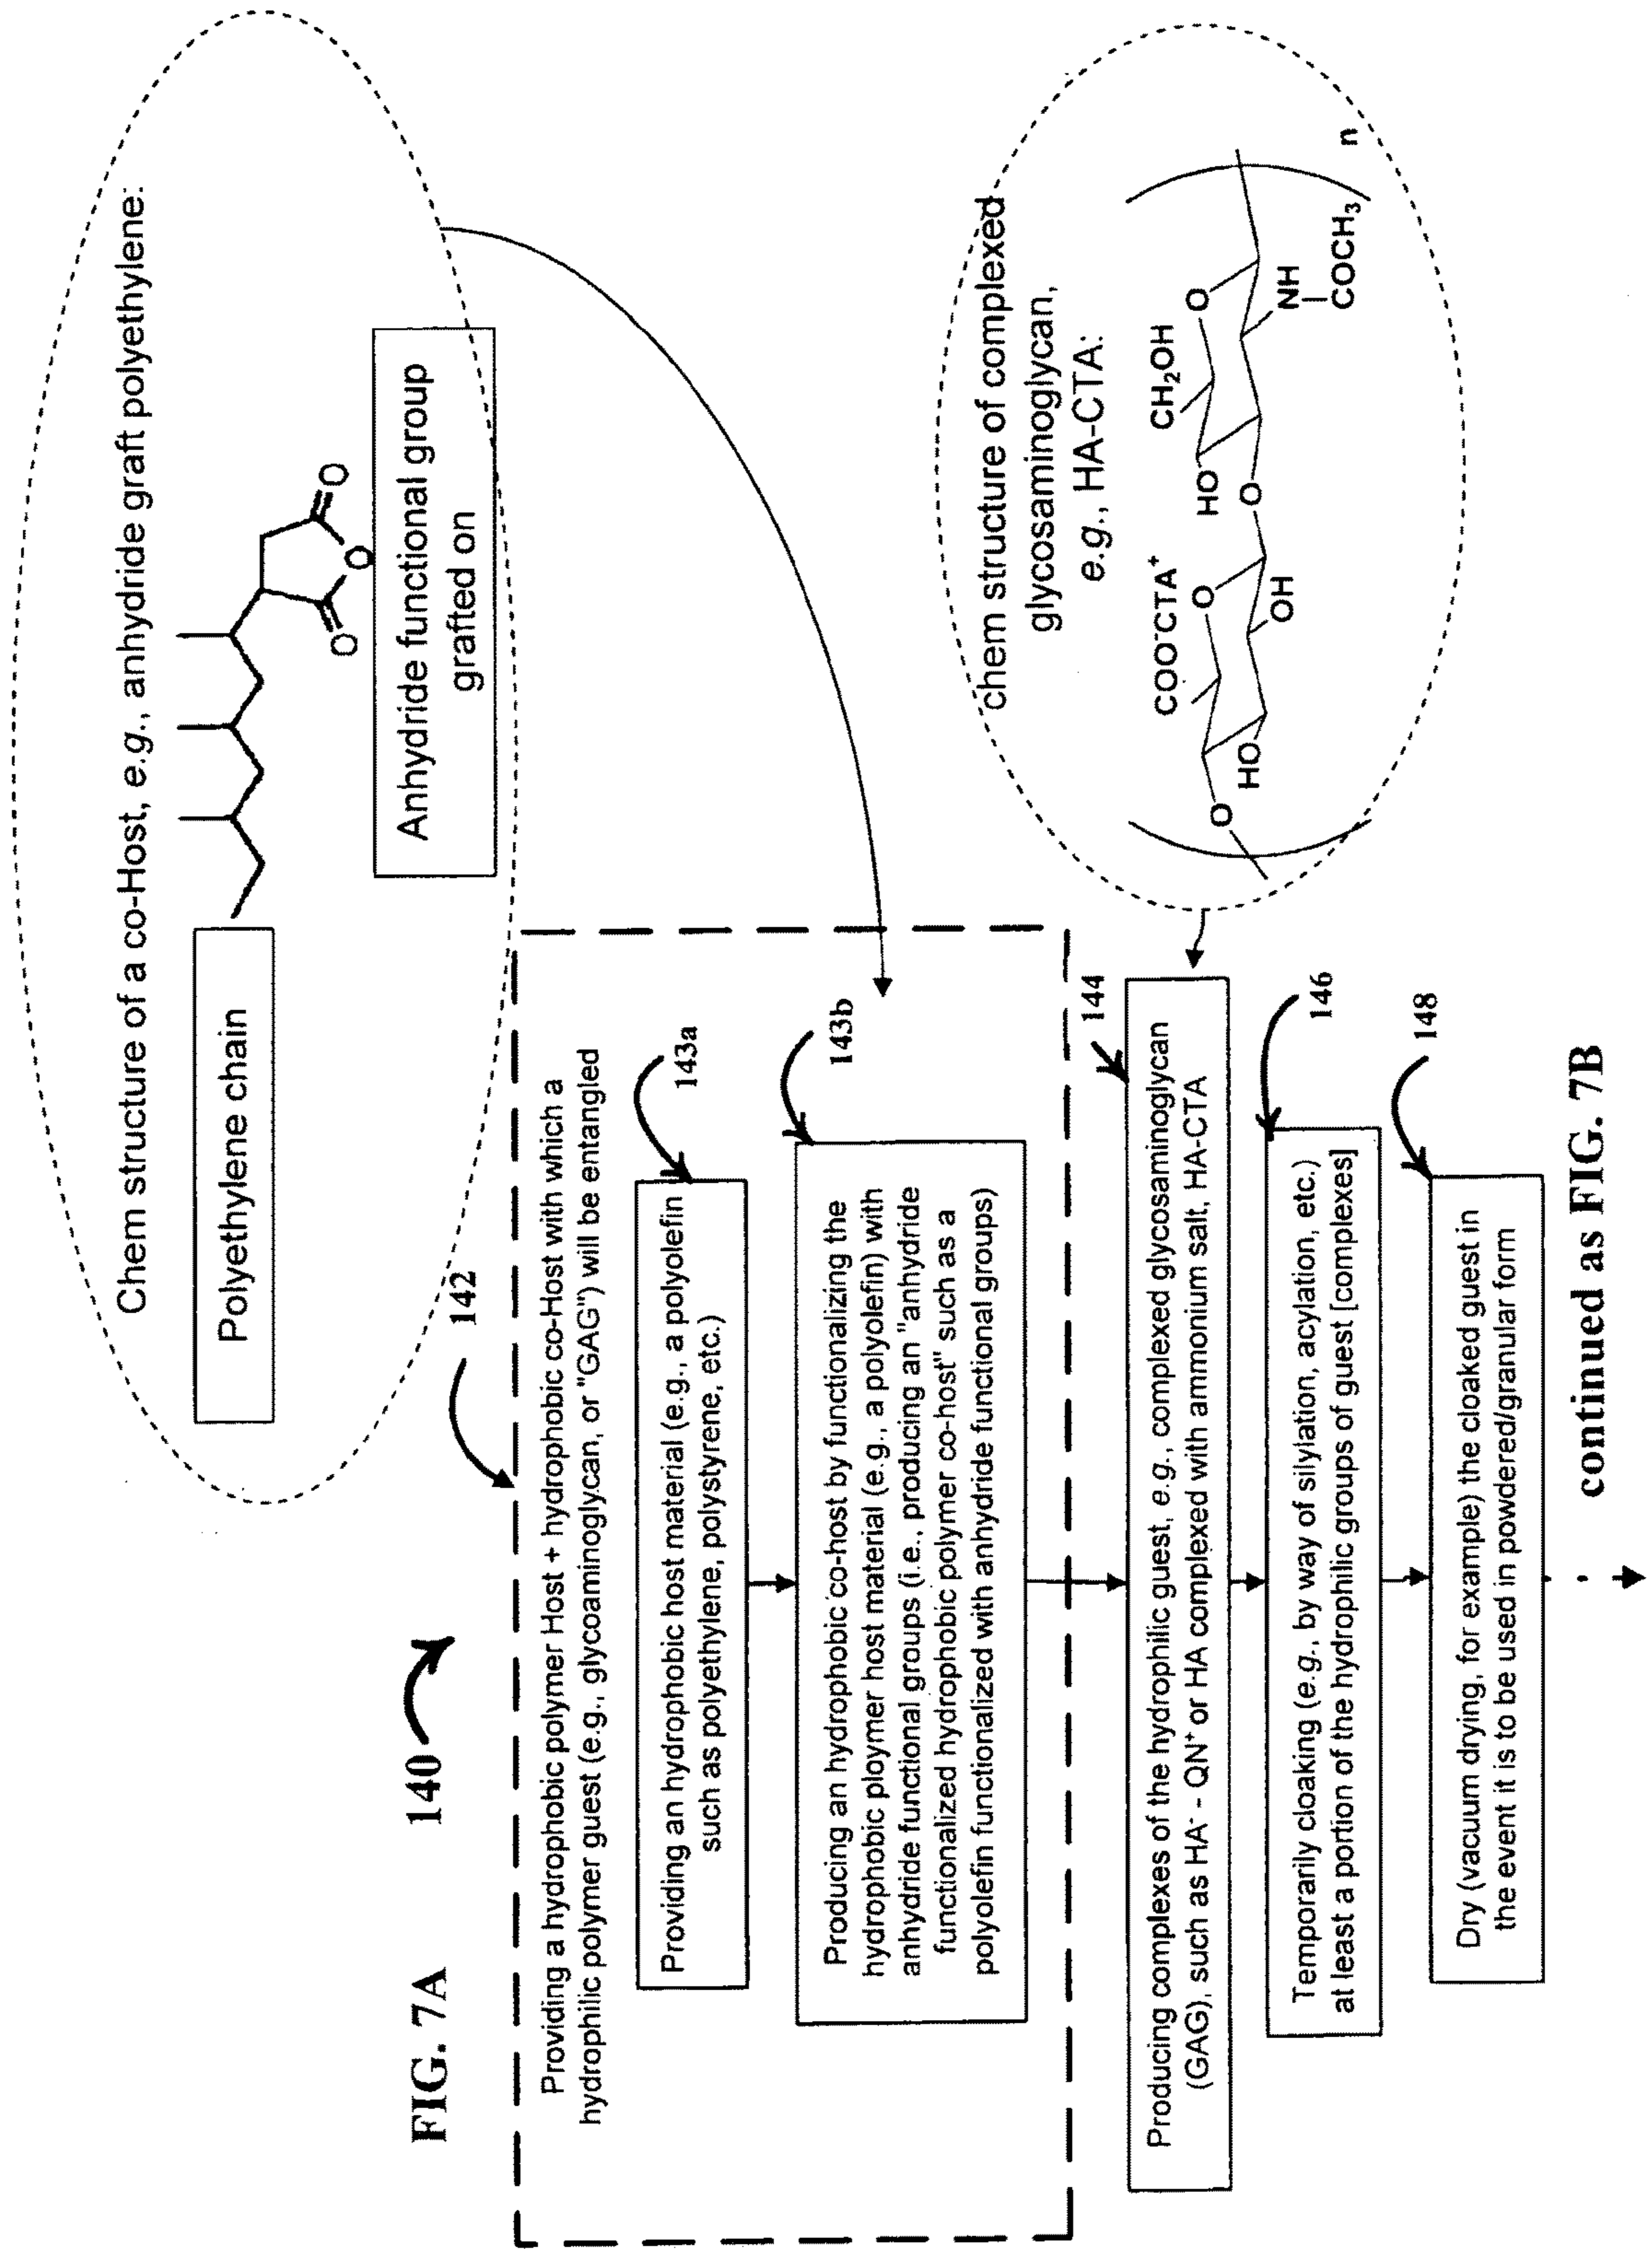 FIG. 7A
140
Chem structure of a co-Host, e.g., anhydride graft polyethylene:
Polyethylene chain
O
O
O
Anhydride functional group
grafted on
142
Providing a hydrophobic polymer Host + hydrophobic co-Host with which a
hydrophilic polymer guest (e.g., glycoaminoglycan, or "GAG") will be entangled
143a
Providing an hydrophobic host material (e.g., a polyolefin
such as polyethylene, polystyrene, etc.)
143b
Producing an hydrophobic co-host by functionalizing the
hydrophobic ploymer host material (e.g., a polyolefin) with
anhydride functional groups (i.e., producing an "anhydride
functionalized hydrophobic polymer co-host" such as a
polyolefin functionalized with anhydride functional groups)
chem structure of complexed
glycosaminoglycan,
e.g., HA-CTA:
COO-CTA+
CH2OH
O
O
HO
O
O
HO
OH
NH
COCH3
n
144
Producing complexes of the hydrophilic guest, e.g., complexed glycosaminoglycan
(GAG), such as HA- - QN+ or HA complexed with ammonium salt, HA-CTA
146
Temporarily cloaking (e.g., by way of silylation, acylation, etc.)
at least a portion of the hydrophilic groups of guest [complexes]
148
Dry (vacuum drying, for example) the cloaked guest in
the event it is to be used in powdered/granular form
continued as FIG. 7B